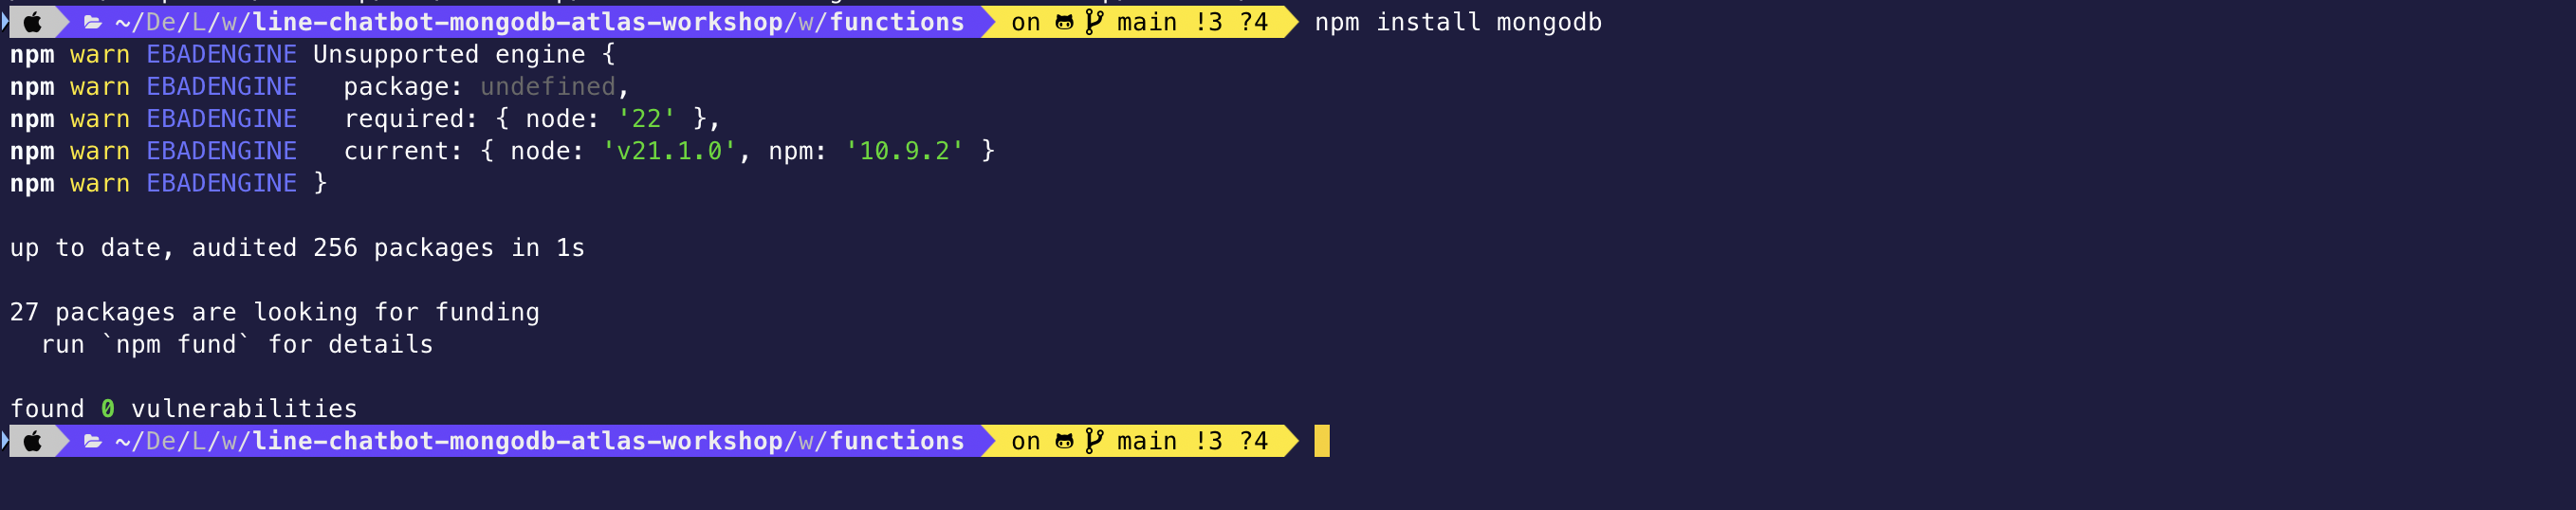 ~/De/L/w/line-chatbot-mongodb-atlas-workshop/w/functions on main !3 ?4 npm install mongodb
npm warn EBADENGINE Unsupported engine {
npm warn EBADENGINE   package: undefined,
npm warn EBADENGINE   required: { node: '22' },
npm warn EBADENGINE   current: { node: 'v21.1.0', npm: '10.9.2' }
npm warn EBADENGINE }
up to date, audited 256 packages in 1s
27 packages are looking for funding
  run `npm fund` for details
found 0 vulnerabilities
~/De/L/w/line-chatbot-mongodb-atlas-workshop/w/functions on main !3 ?4